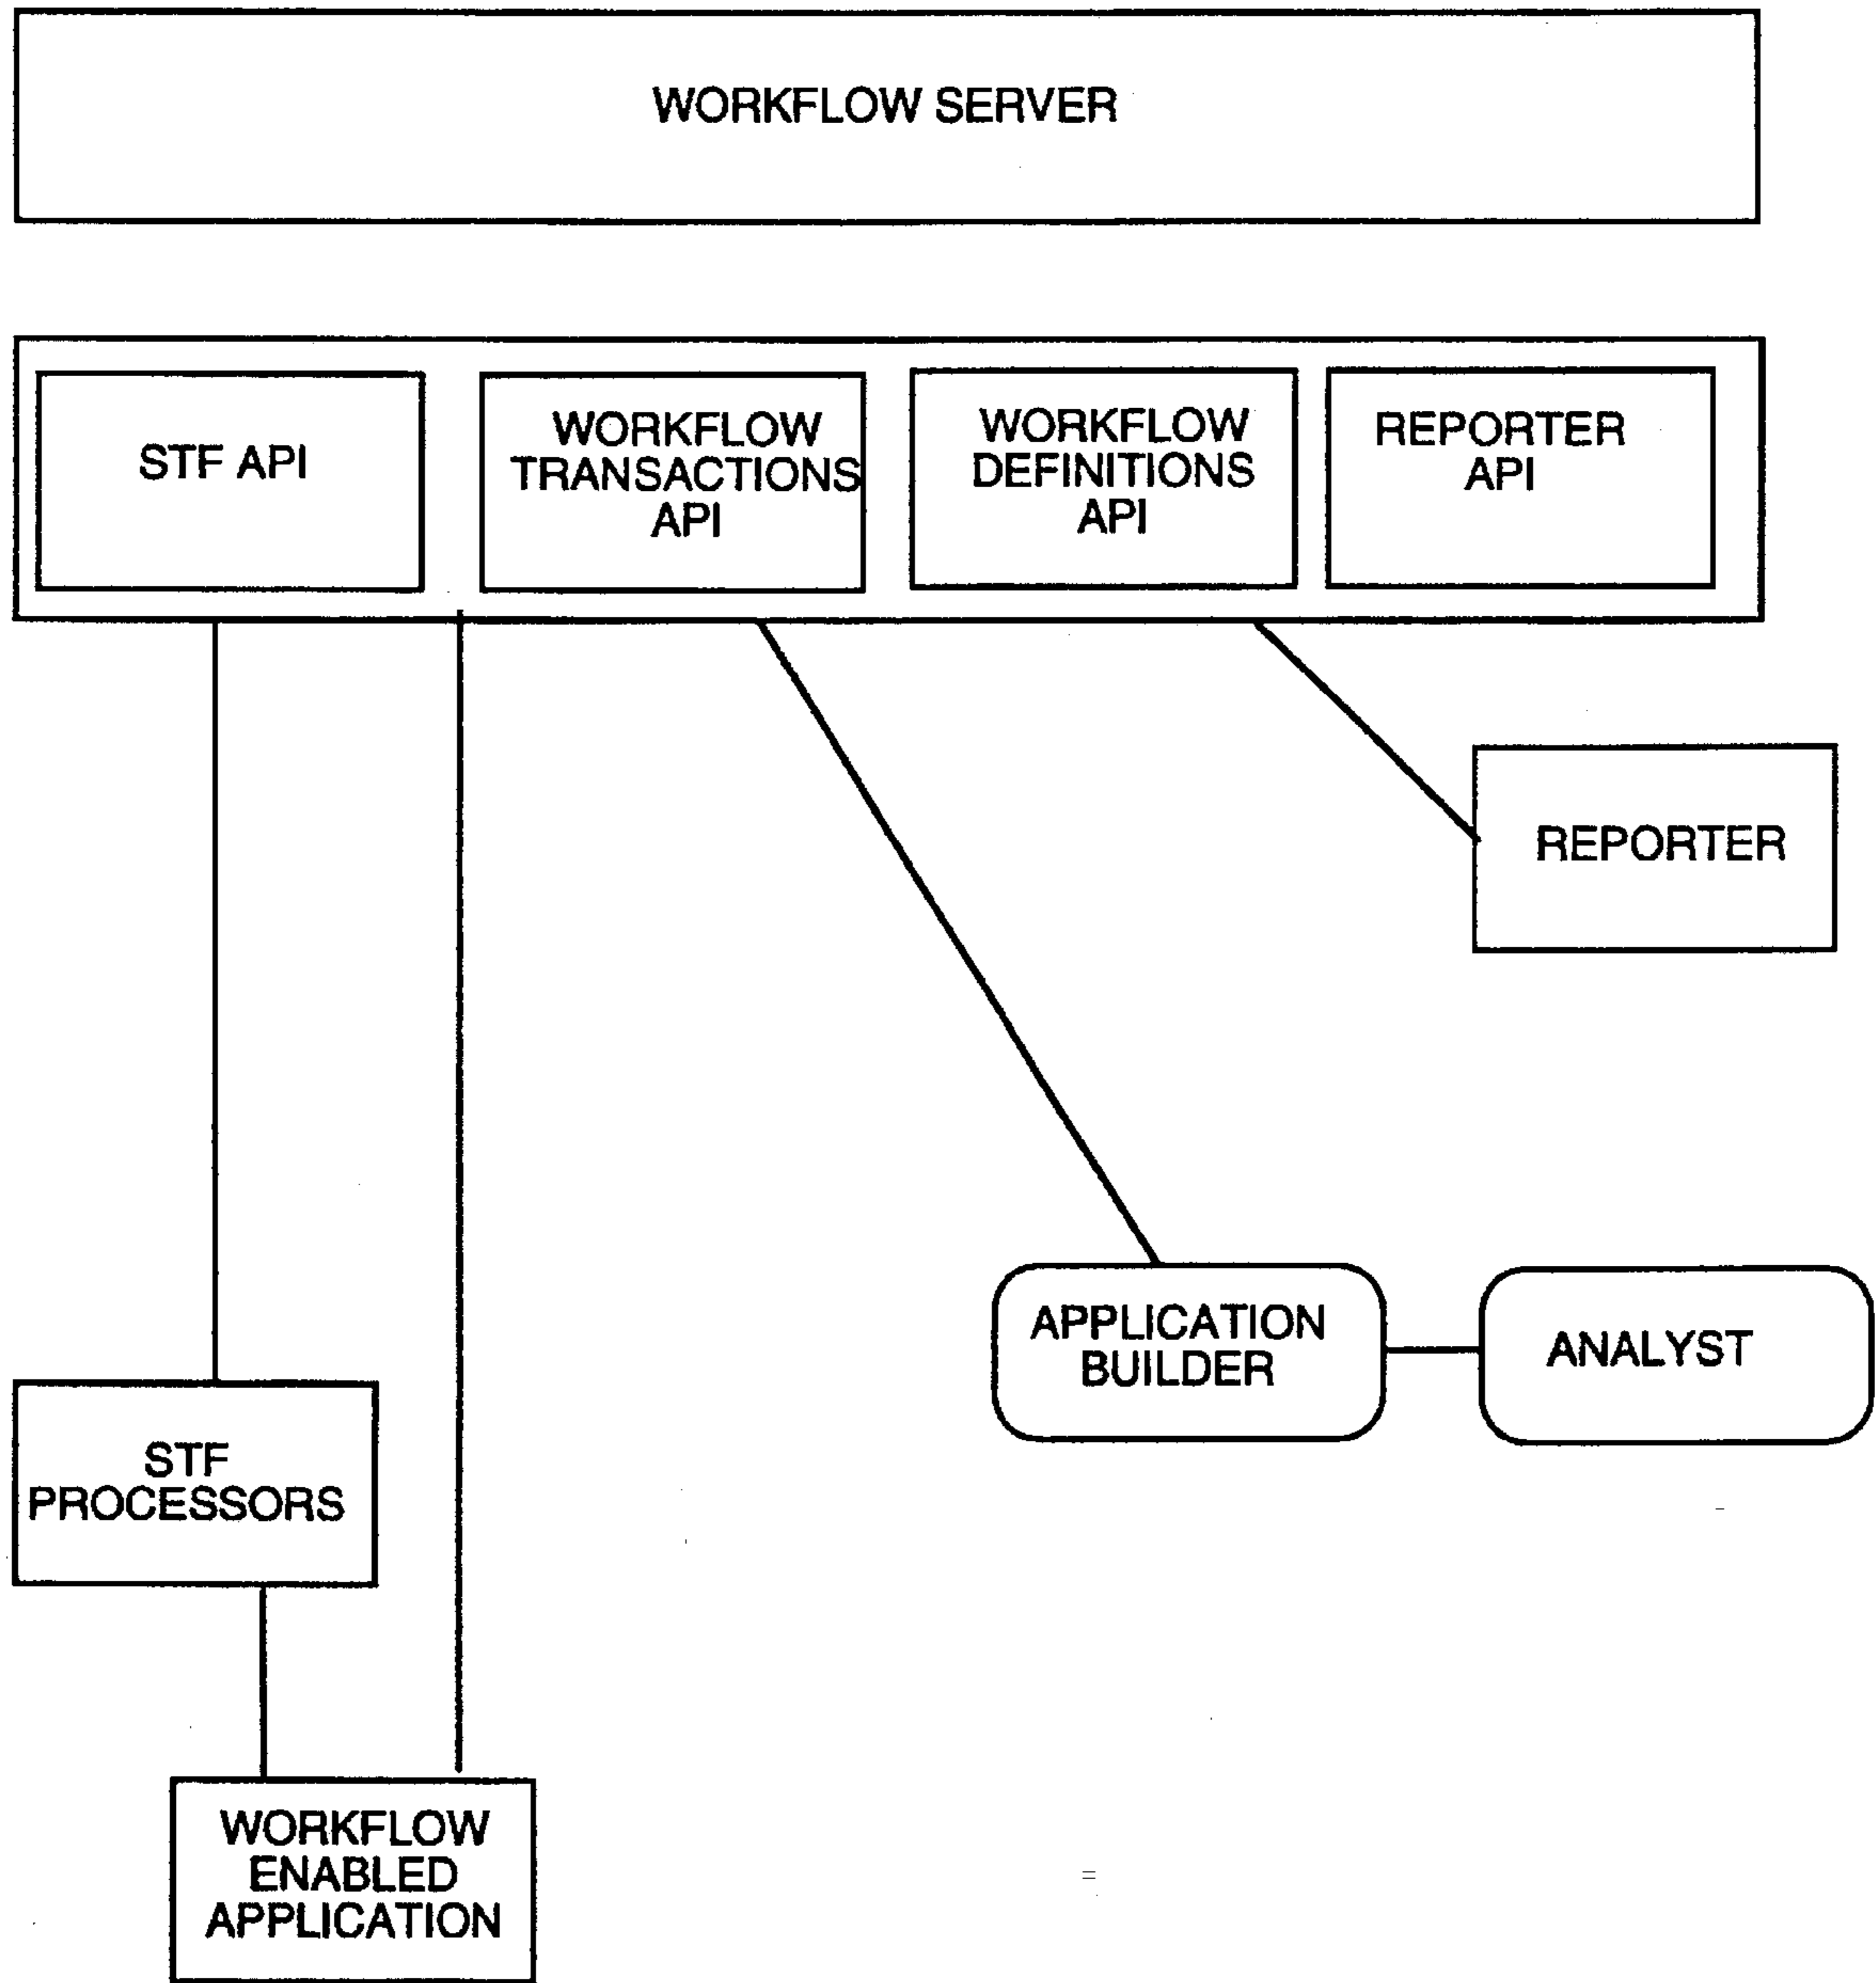 WORKFLOW SERVER
STF API
WORKFLOW
TRANSACTIONS
API
WORKFLOW
DEFINITIONS
API
REPORTER
API
REPORTER
APPLICATION
BUILDER
ANALYST
STF
PROCESSORS
WORKFLOW
ENABLED
APPLICATION